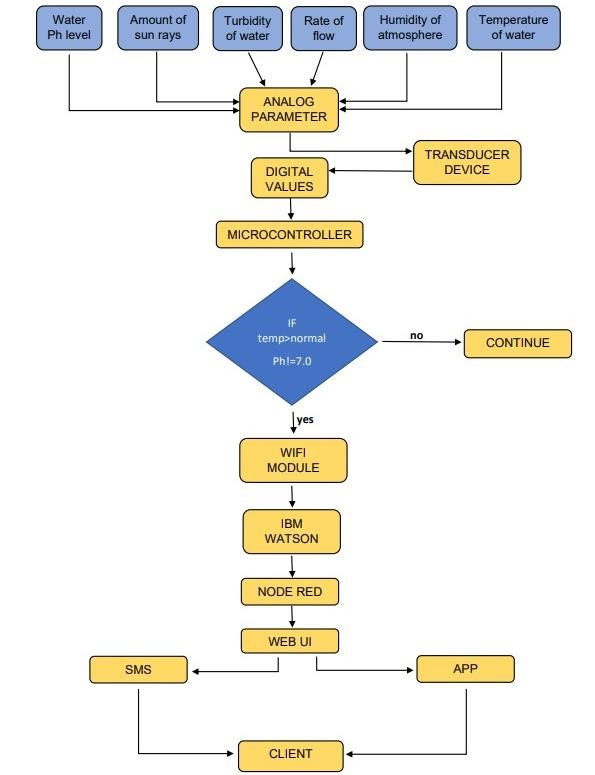 Water
Ph level
Amount of
sun rays
Turbidity
of water
Rate of
flow
Humidity of
atmosphere
Temperature
of water
ANALOG
PARAMETER
TRANSDUCER
DEVICE
DIGITAL
VALUES
MICROCONTROLLER
IF
temp>normal
Ph!=7.0
no
CONTINUE
yes
WIFI
MODULE
IBM
WATSON
NODE RED
WEB UI
SMS
APP
CLIENT